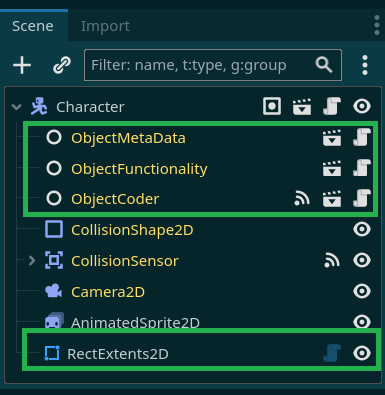 Scene
Import
Filter: name, t:type, g:group
Character
ObjectMetaData
ObjectFunctionality
ObjectCoder
CollisionShape2D
CollisionSensor
Camera2D
AnimatedSprite2D
RectExtents2D